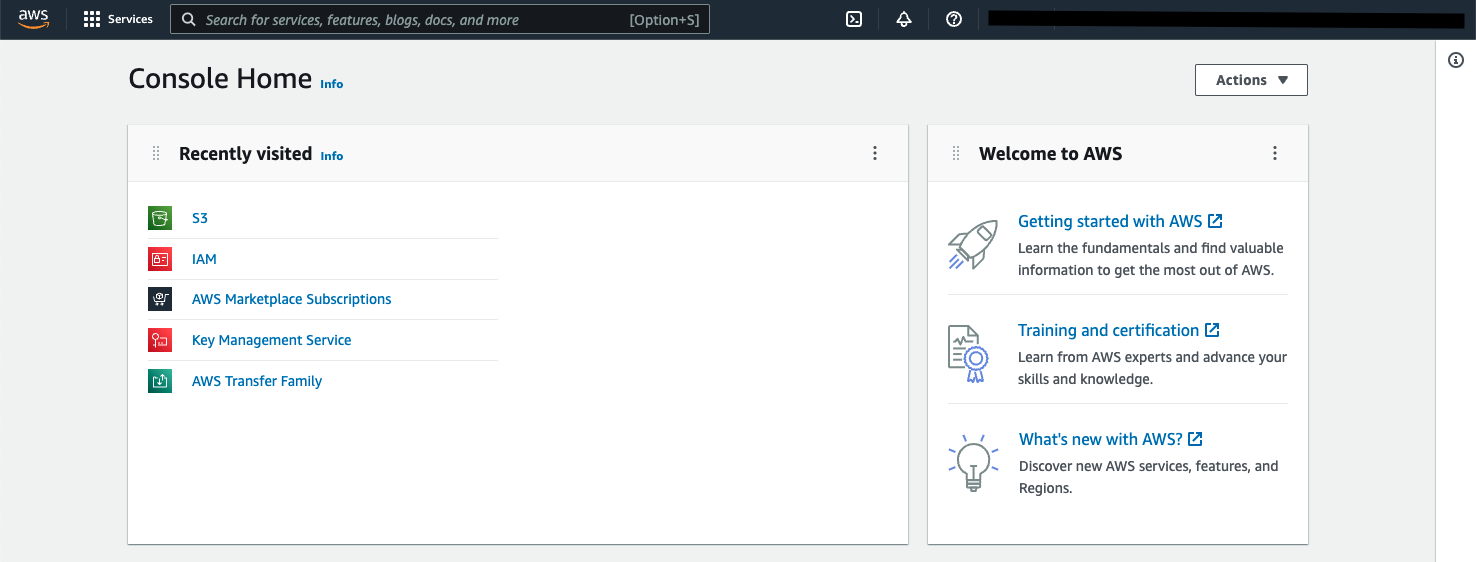 aws Services Search for services, features, blogs, docs, and more [Option+S]
Console Home Info
Actions
Recently visited Info
S3
IAM
AWS Marketplace Subscriptions
Key Management Service
AWS Transfer Family
Welcome to AWS
Getting started with AWS
Learn the fundamentals and find valuable
information to get the most out of AWS.
Training and certification
Learn from AWS experts and advance your
skills and knowledge.
What's new with AWS?
Discover new AWS services, features, and
Regions.